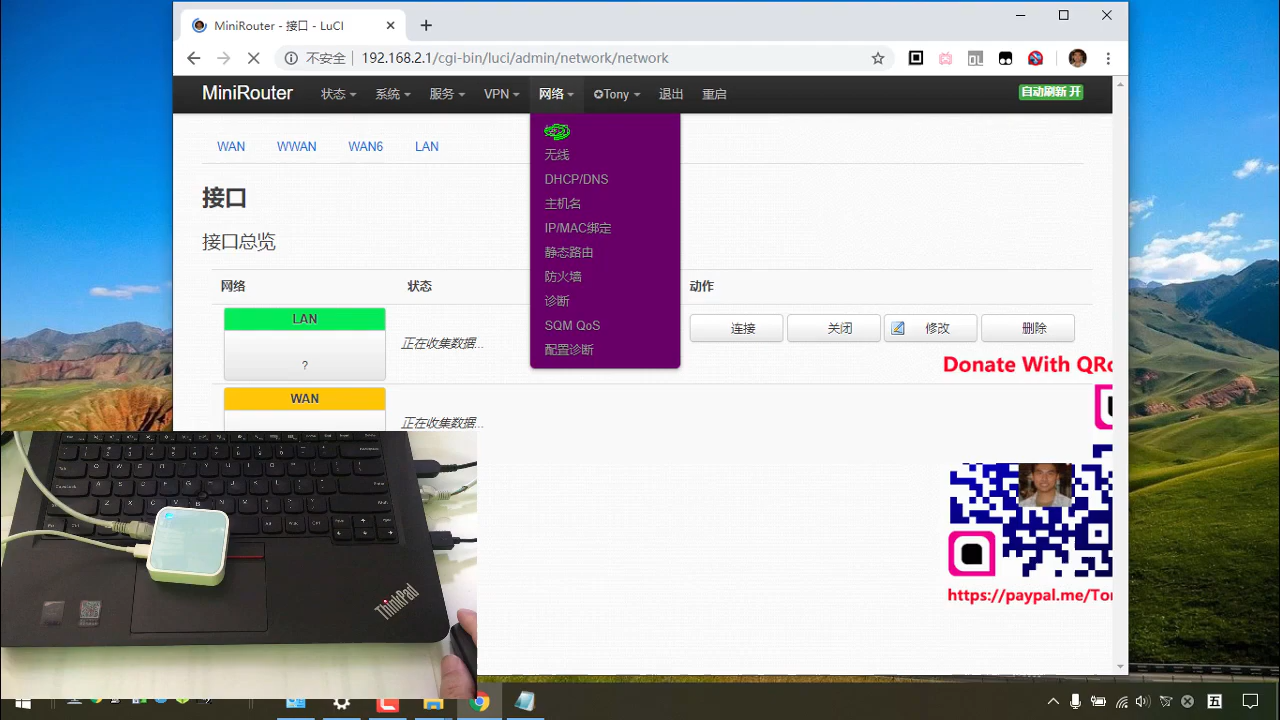 MiniRouter - 接口 - LuCI
不安全 192.168.2.1/cgi-bin/luci/admin/network/network
MiniRouter 状态 系统 服务 VPN 网络 ✪Tony 退出 重启 自动刷新 开
WAN WWAN WAN6 LAN
无线
DHCP/DNS
主机名
IP/MAC绑定
静态路由
防火墙
诊断
SQM QoS
配置诊断
接口
接口总览
网络 状态 动作
LAN
?
正在收集数据...
连接 关闭 修改 删除
Donate With QR
WAN
正在收集数据...
https://paypal.me/To
ThinkPad
五